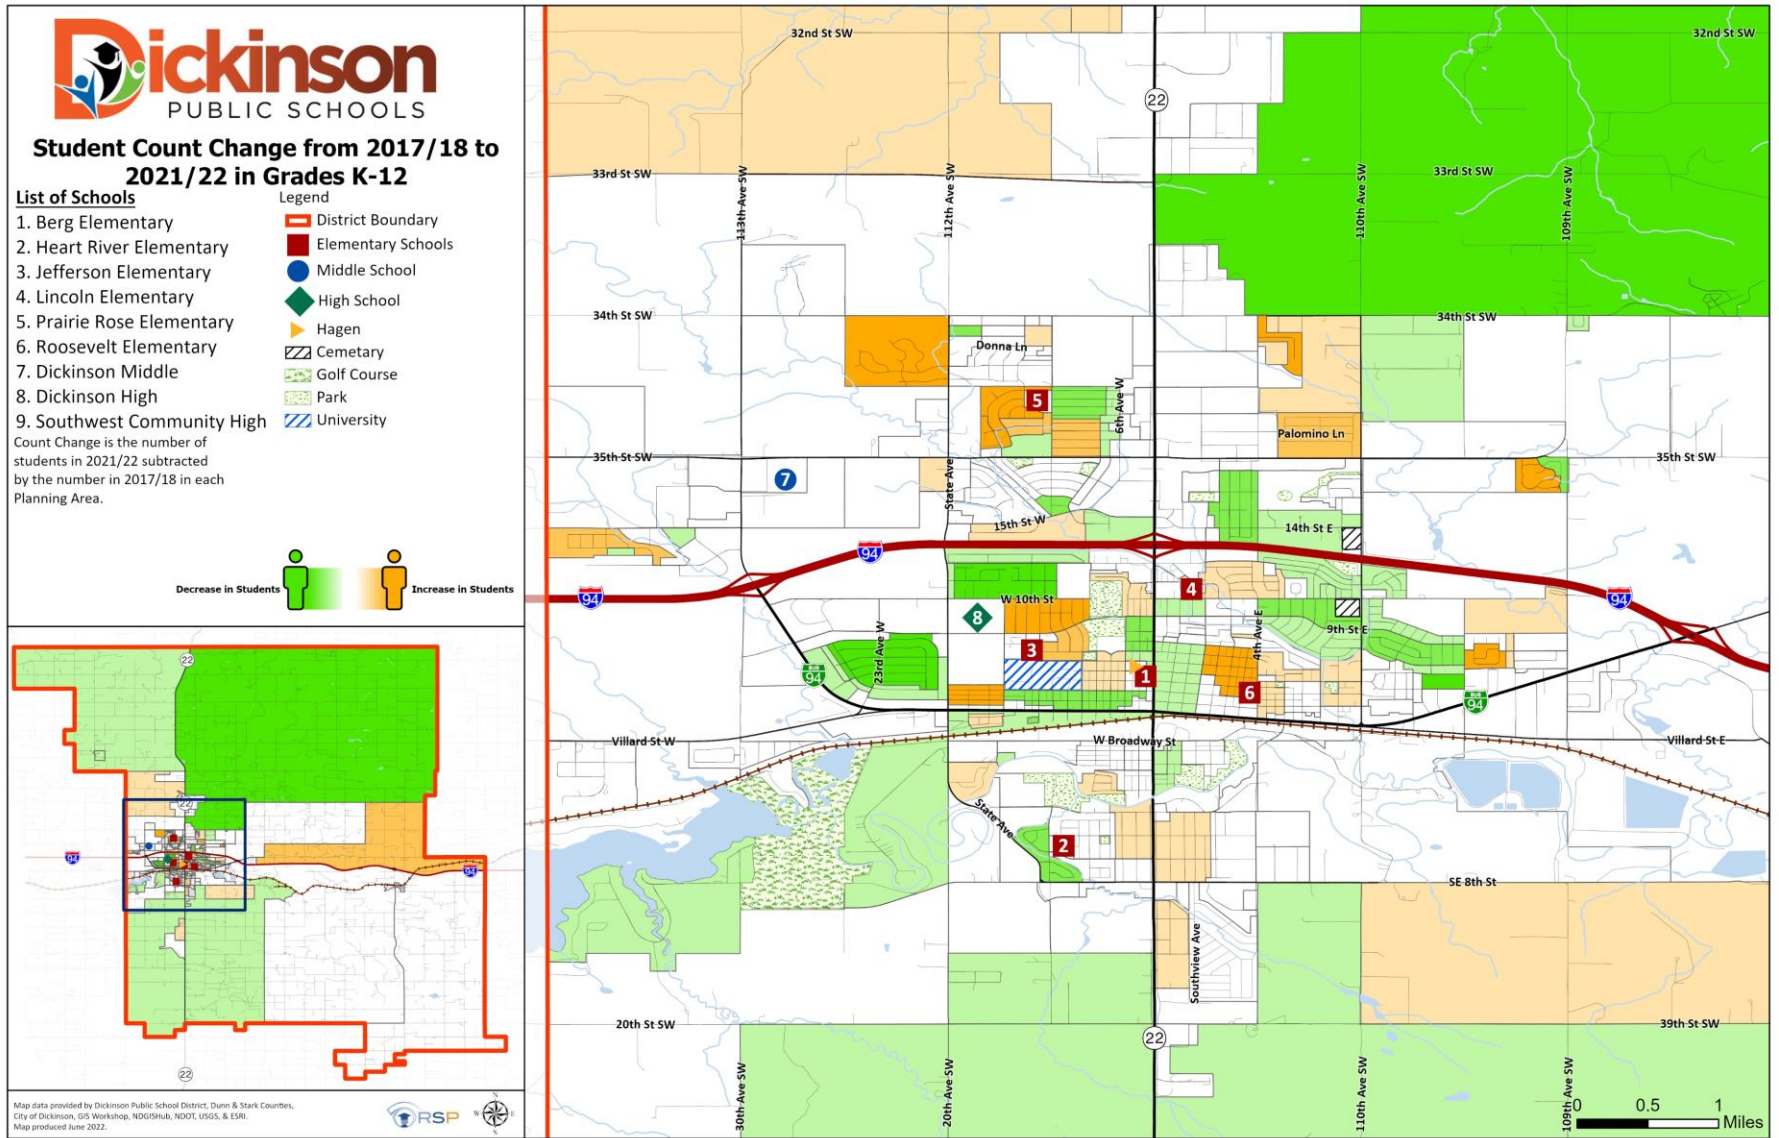 Dickinson
PUBLIC SCHOOLS
Student Count Change from 2017/18 to
2021/22 in Grades K-12
List of Schools
1. Berg Elementary
2. Heart River Elementary
3. Jefferson Elementary
4. Lincoln Elementary
5. Prairie Rose Elementary
6. Roosevelt Elementary
7. Dickinson Middle
8. Dickinson High
9. Southwest Community High
Count Change is the number of
students in 2021/22 subtracted
by the number in 2017/18 in each
Planning Area.
Legend
District Boundary
Elementary Schools
Middle School
High School
Hagen
Cemetary
Golf Course
Park
University
Decrease in Students
Increase in Students
22
22
94
94
22
Map data provided by Dickinson Public School District, Dunn & Stark Counties,
City of Dickinson, GIS Workshop, NDGISHub, NDOT, USGS, & ESRI.
Map produced June 2022.
RSP
N
W E
S
32nd St SW
32nd St SW
22
33rd St SW
113th Ave SW
112th Ave SW
110th Ave SW
33rd St SW
109th Ave SW
34th St SW
34th St SW
Donna Ln
5
6th Ave W
Palomino Ln
35th St SW
35th St SW
7
State Ave
15th St W
14th St E
94
94
94
W 10th St
4
8
9th St E
4th Ave E
23rd Ave W
3
BUS
94
1
6
BUS
94
Villard St W
W Broadway St
Villard St E
State Ave
2
SE 8th St
Southview Ave
20th St SW
39th St SW
22
30th Ave SW
20th Ave SW
110th Ave SW
109th Ave SW
0 0.5 1
Miles